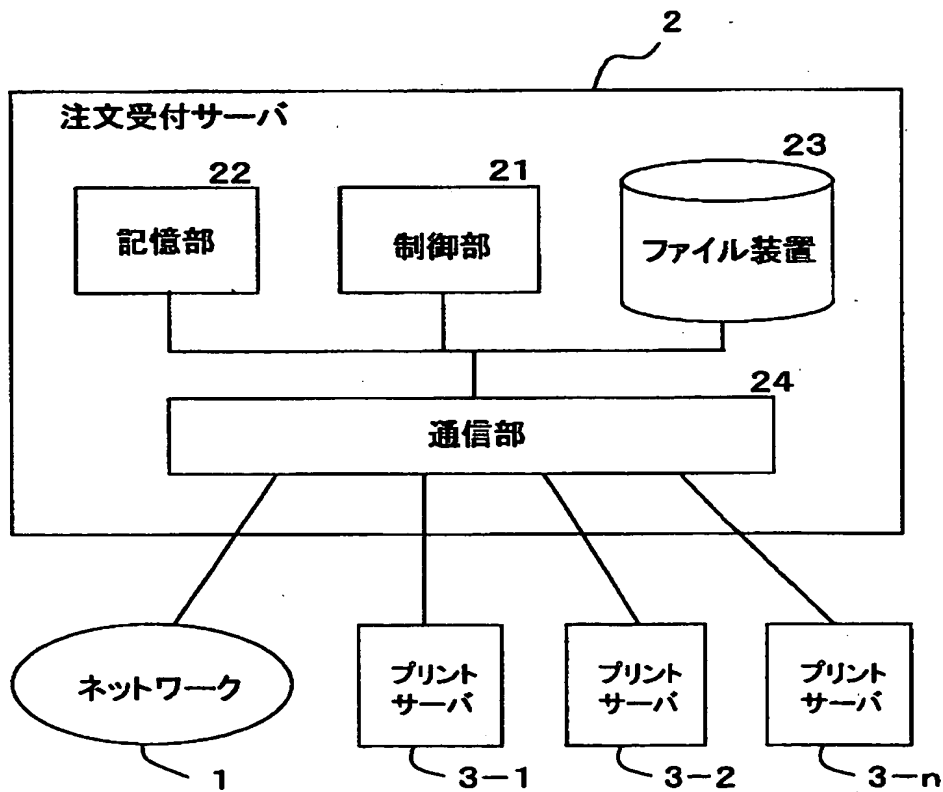 2
注文受付サーバ
22
21
23
記憶部
制御部
ファイル装置
24
通信部
ネットワーク
プリント
サーバ
プリント
サーバ
プリント
サーバ
1
3-1
3-2
3-n